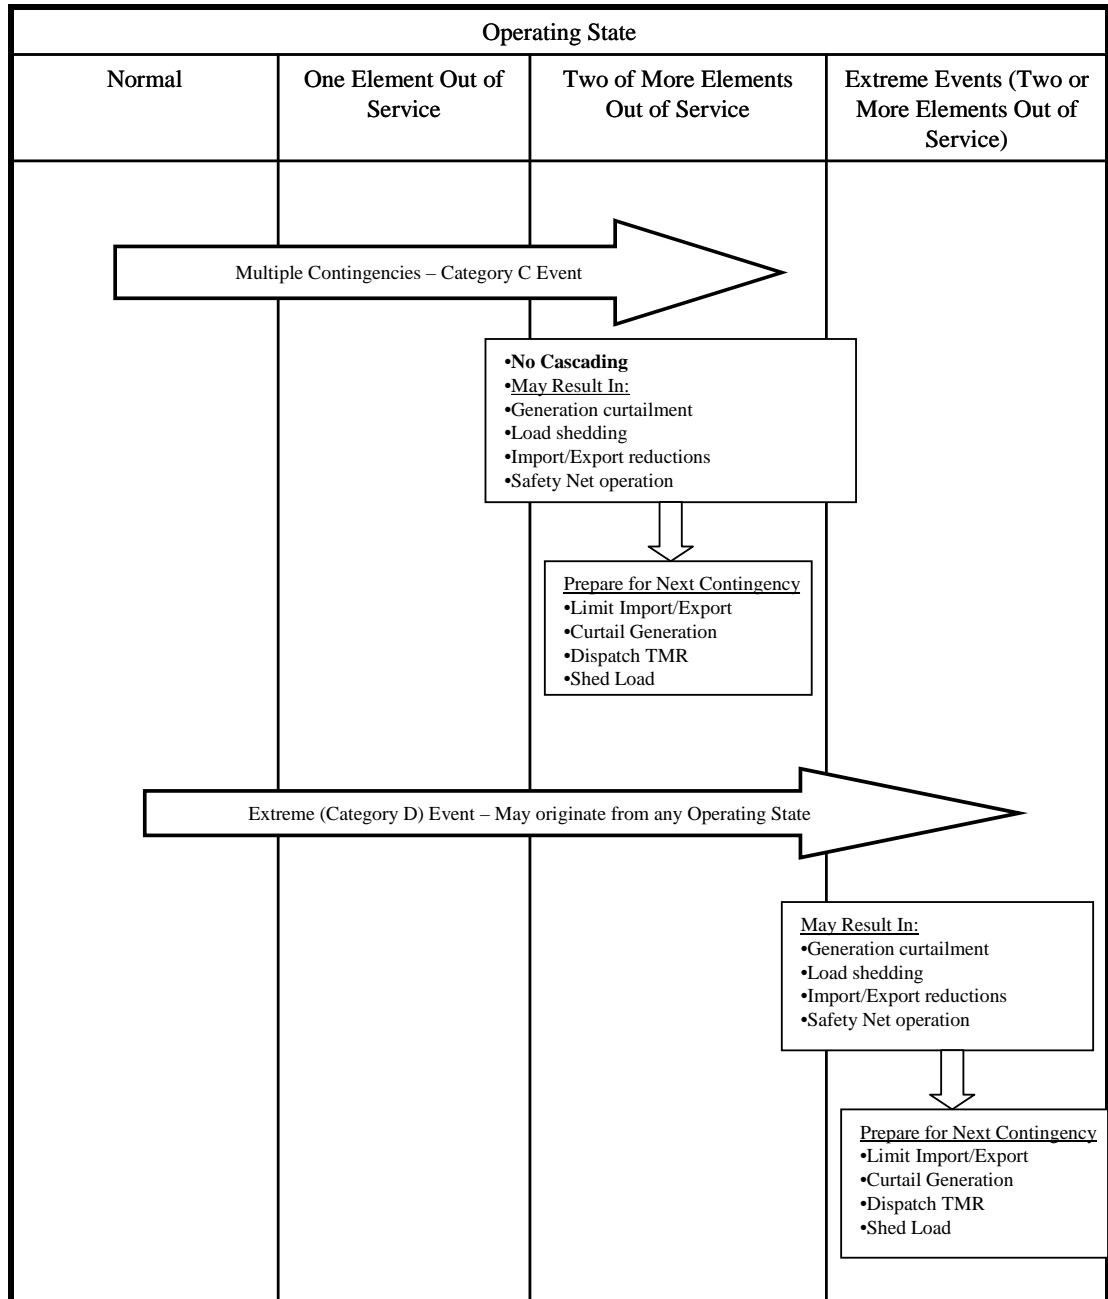 Operating State
Normal
One Element Out of
Service
Two of More Elements
Out of Service
Extreme Events (Two or
More Elements Out of
Service)
Multiple Contingencies – Category C Event
•No Cascading
•May Result In:
•Generation curtailment
•Load shedding
•Import/Export reductions
•Safety Net operation
Prepare for Next Contingency
•Limit Import/Export
•Curtail Generation
•Dispatch TMR
•Shed Load
Extreme (Category D) Event – May originate from any Operating State
May Result In:
•Generation curtailment
•Load shedding
•Import/Export reductions
•Safety Net operation
Prepare for Next Contingency
•Limit Import/Export
•Curtail Generation
•Dispatch TMR
•Shed Load